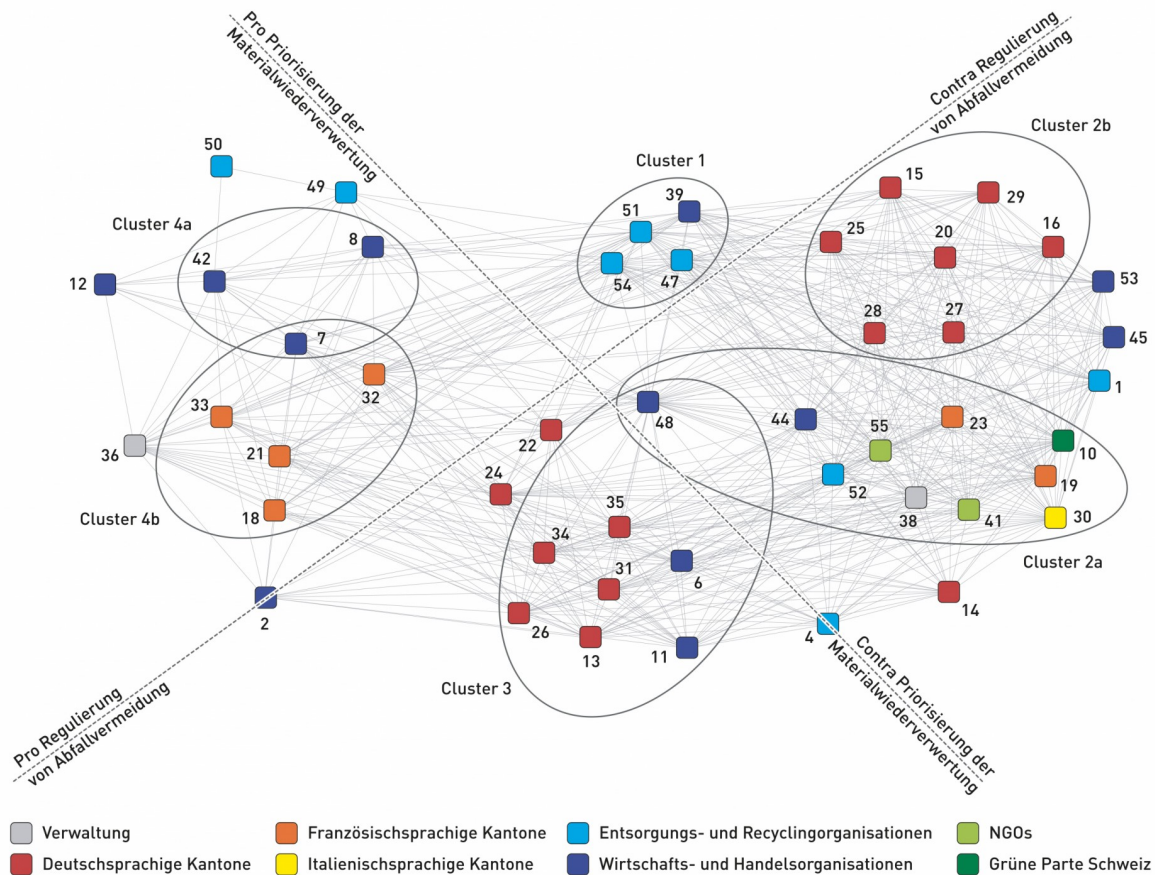 Pro Priorisierung der
Materialwiederverwertung
Contra Regulierung
von Abfallvermeidung
Cluster 2b
Cluster 1
50
49
39
15
29
51
Cluster 4a
8
25
20
16
42
12
54
47
53
28
27
7
45
32
1
33
48
44
55
23
10
36
21
22
24
52
19
35
38
41
30
18
Cluster 4b
34
Cluster 2a
31
6
14
2
26
13
11
4
Cluster 3
Pro Regulierung
von Abfallvermeidung
Contra Priorisierung der
Materialwiederverwertung
Verwaltung
Französischsprachige Kantone
Entsorgungs- und Recyclingorganisationen
NGOs
Deutschsprachige Kantone
Italienischsprachige Kantone
Wirtschafts- und Handelsorganisationen
Grüne Parte Schweiz